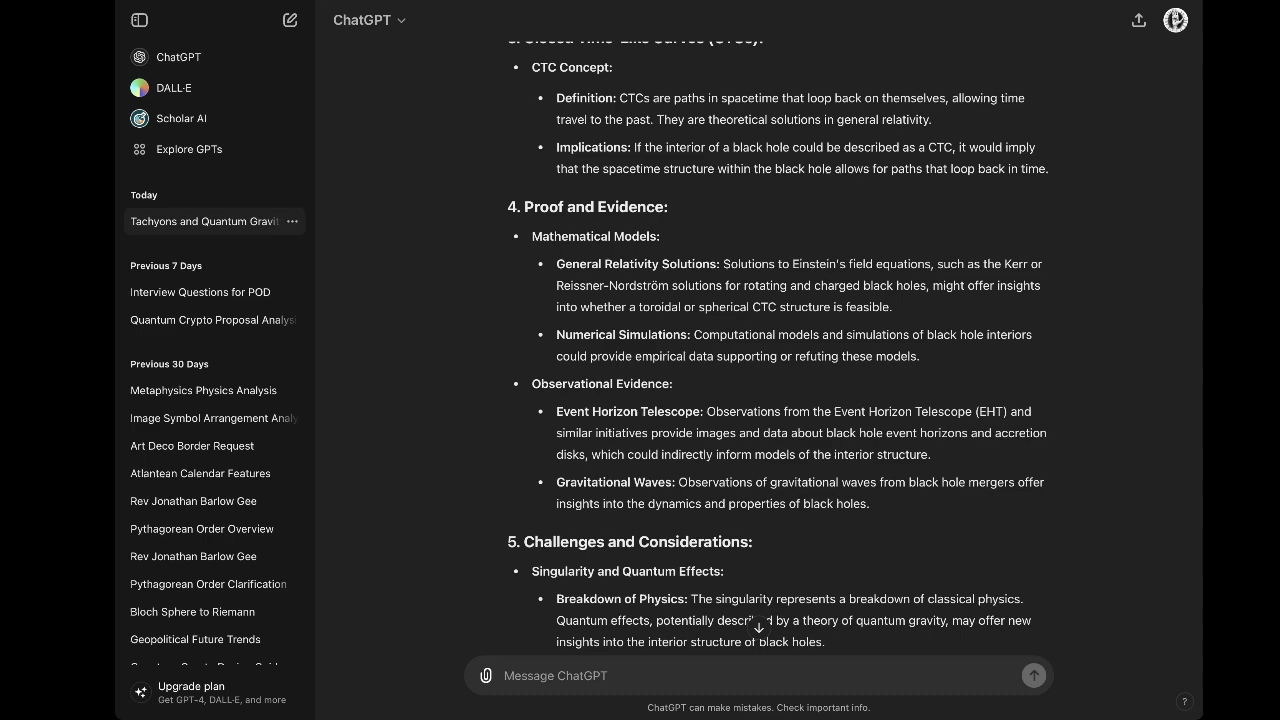 ChatGPT
DALL·E
Scholar AI
Explore GPTs
Today
Tachyons and Quantum Gravit
Previous 7 Days
Interview Questions for POD
Quantum Crypto Proposal Analysi
Previous 30 Days
Metaphysics Physics Analysis
Image Symbol Arrangement Analy
Art Deco Border Request
Atlantean Calendar Features
Rev Jonathan Barlow Gee
Pythagorean Order Overview
Rev Jonathan Barlow Gee
Pythagorean Order Clarification
Bloch Sphere to Riemann
Geopolitical Future Trends
Upgrade plan
Get GPT-4, DALL·E, and more
ChatGPT
3. Closed Time-Like Curves (CTCs):
• CTC Concept:
• Definition: CTCs are paths in spacetime that loop back on themselves, allowing time
travel to the past. They are theoretical solutions in general relativity.
• Implications: If the interior of a black hole could be described as a CTC, it would imply
that the spacetime structure within the black hole allows for paths that loop back in time.
4. Proof and Evidence:
• Mathematical Models:
• General Relativity Solutions: Solutions to Einstein's field equations, such as the Kerr or
Reissner-Nordström solutions for rotating and charged black holes, might offer insights
into whether a toroidal or spherical CTC structure is feasible.
• Numerical Simulations: Computational models and simulations of black hole interiors
could provide empirical data supporting or refuting these models.
• Observational Evidence:
• Event Horizon Telescope: Observations from the Event Horizon Telescope (EHT) and
similar initiatives provide images and data about black hole event horizons and accretion
disks, which could indirectly inform models of the interior structure.
• Gravitational Waves: Observations of gravitational waves from black hole mergers offer
insights into the dynamics and properties of black holes.
5. Challenges and Considerations:
• Singularity and Quantum Effects:
• Breakdown of Physics: The singularity represents a breakdown of classical physics.
Quantum effects, potentially described by a theory of quantum gravity, may offer new
insights into the interior structure of black holes.
Message ChatGPT
ChatGPT can make mistakes. Check important info.
?